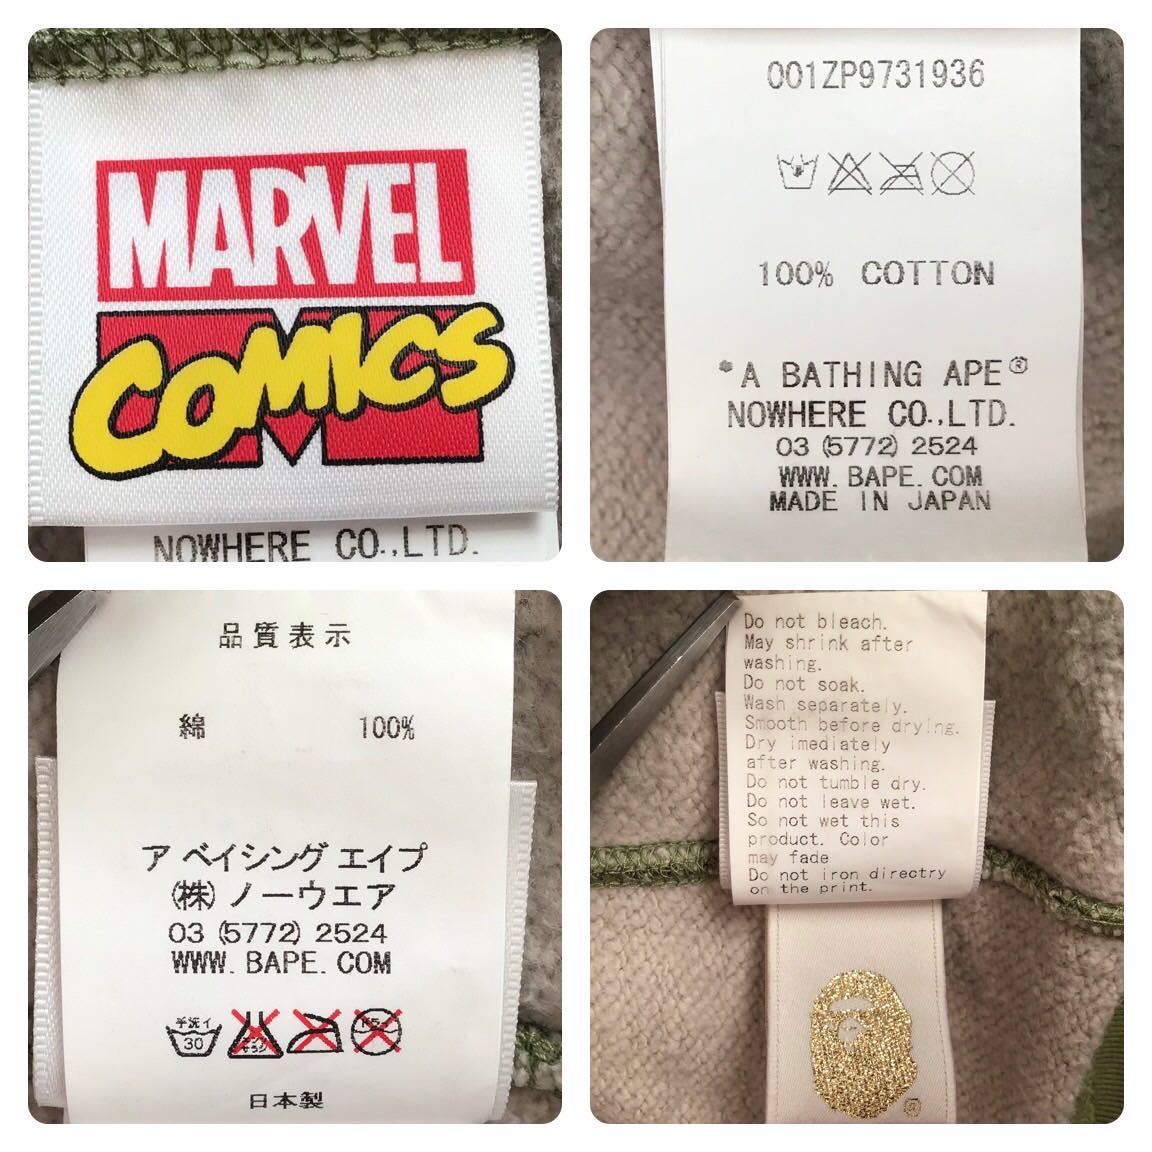 MARVEL
COMICS
NOWHERE CO.,LTD.
001ZP9731936
100% COTTON
*A BATHING APE®
NOWHERE CO.,LTD.
03 (5772) 2524
WWW. BAPE. COM
MADE IN JAPAN
品質表示
綿 100%
ア ベイシング エイプ
(株) ノーウエア
03 (5772) 2524
WWW. BAPE. COM
手洗イ
30
日本製
Do not bleach.
May shrink after
washing.
Do not soak.
Wash separately.
Smooth before drying.
Dry imediately
after washing.
Do not tumble dry.
Do not leave wet.
So not wet this
product. Color
may fade
Do not iron directry
on the print.
®